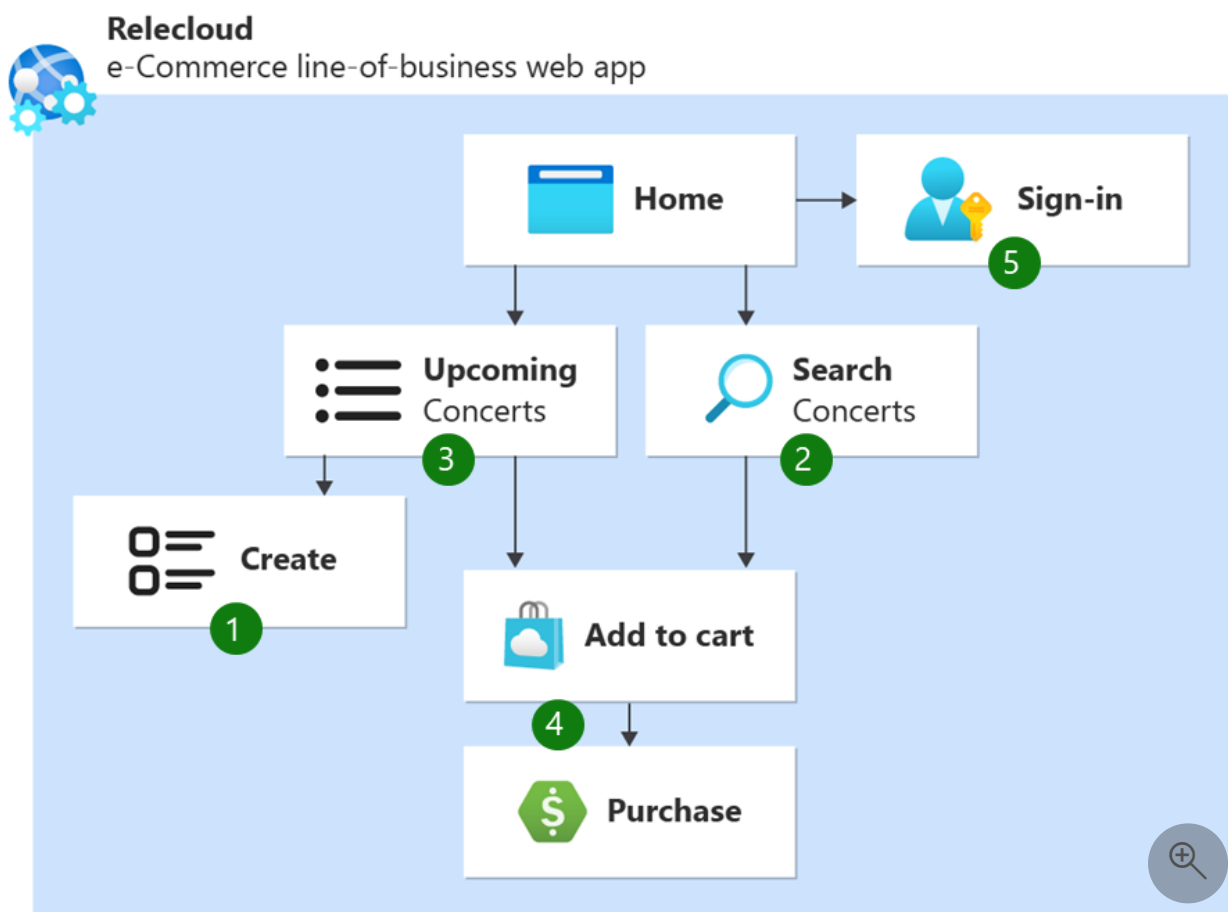 Relecloud
e-Commerce line-of-business web app
Home
Sign-in
5
Upcoming
Concerts
3
Search
Concerts
2
Create
1
Add to cart
4
Purchase